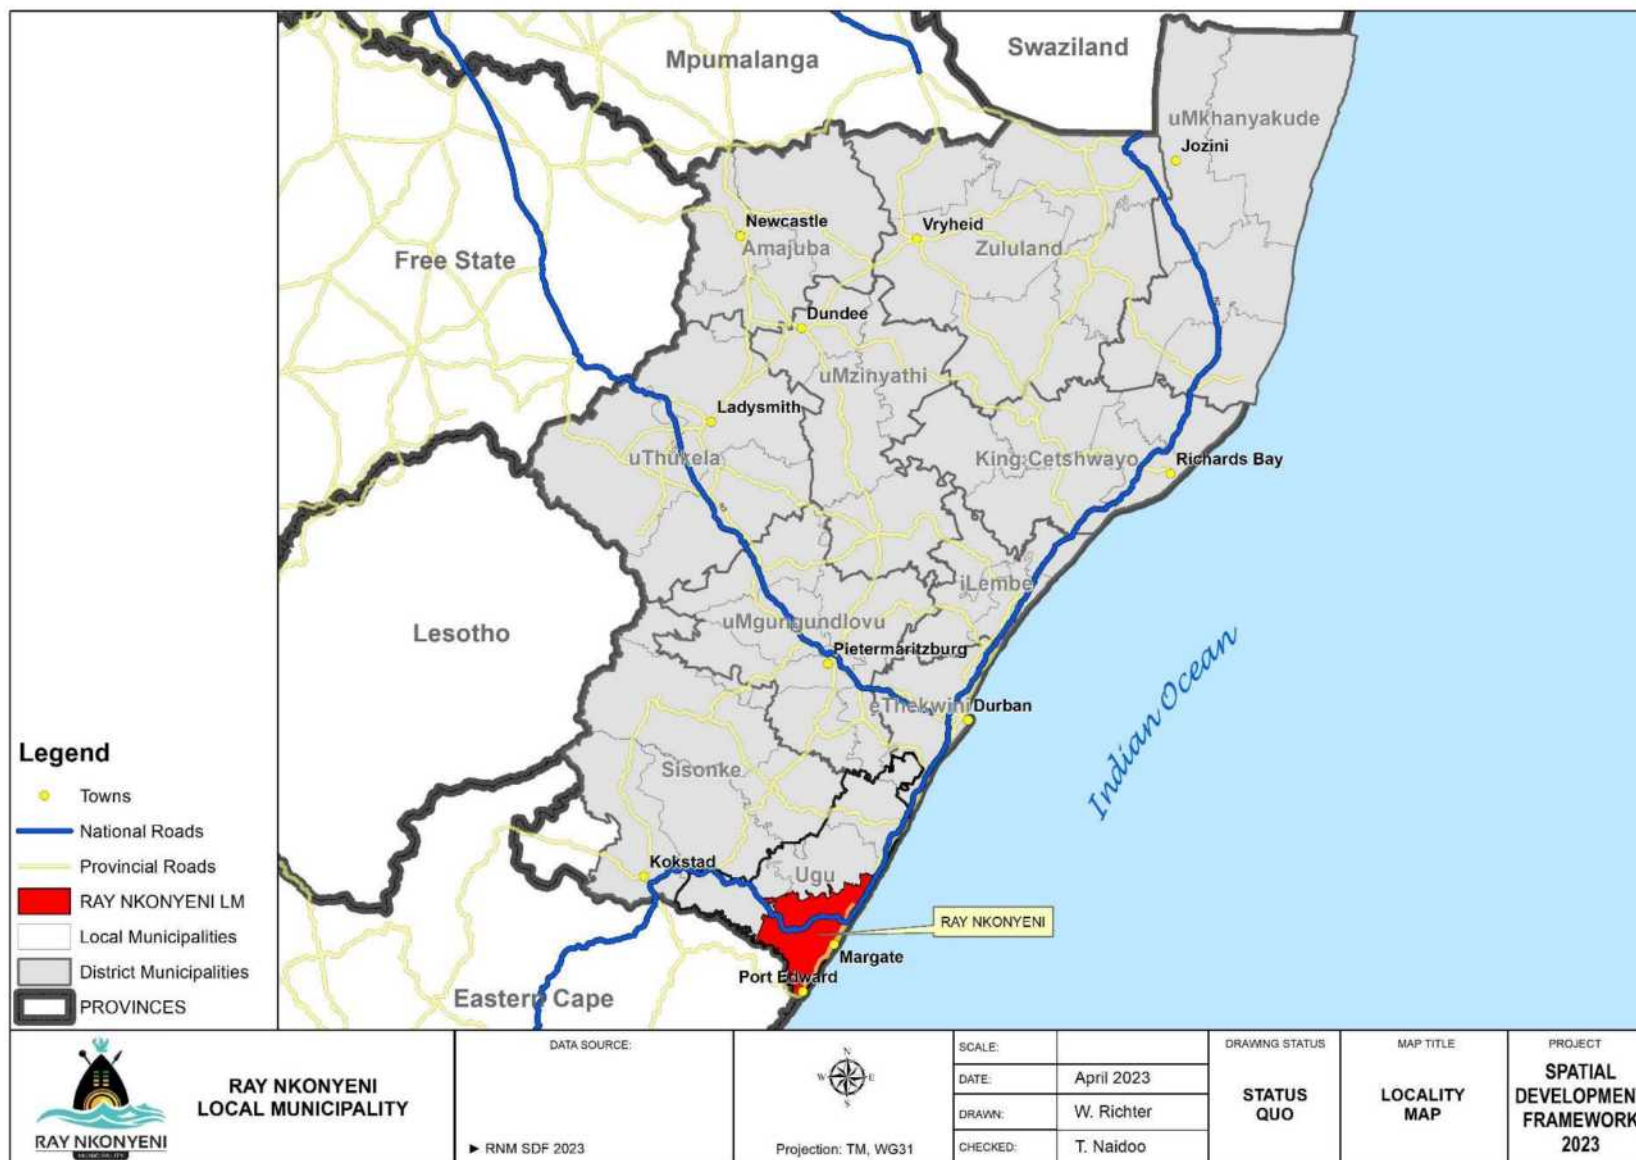 Swaziland
Mpumalanga
uMkhanyakude
Jozini
Newcastle
Amajuba
Vryheid
Zululand
Free State
Dundee
uMzinyathi
Ladysmith
uThukela
King Cetshwayo
Richards Bay
iLembe
Lesotho
uMgungundlovu
Pietermaritzburg
eThekwini
Durban
Indian Ocean
Sisonke
Kokstad
Ugu
RAY NKONYENI
Margate
Port Edward
Eastern Cape
Legend
Towns
National Roads
Provincial Roads
RAY NKONYENI LM
Local Municipalities
District Municipalities
PROVINCES
RAY NKONYENI
MUNICIPALITY
RAY NKONYENI
LOCAL MUNICIPALITY
DATA SOURCE:
► RNM SDF 2023
N
W E
S
Projection: TM, WG31
SCALE:
DATE: April 2023
DRAWN: W. Richter
CHECKED: T. Naidoo
DRAWING STATUS
STATUS
QUO
MAP TITLE
LOCALITY
MAP
PROJECT
SPATIAL
DEVELOPMEN
FRAMEWORK
2023